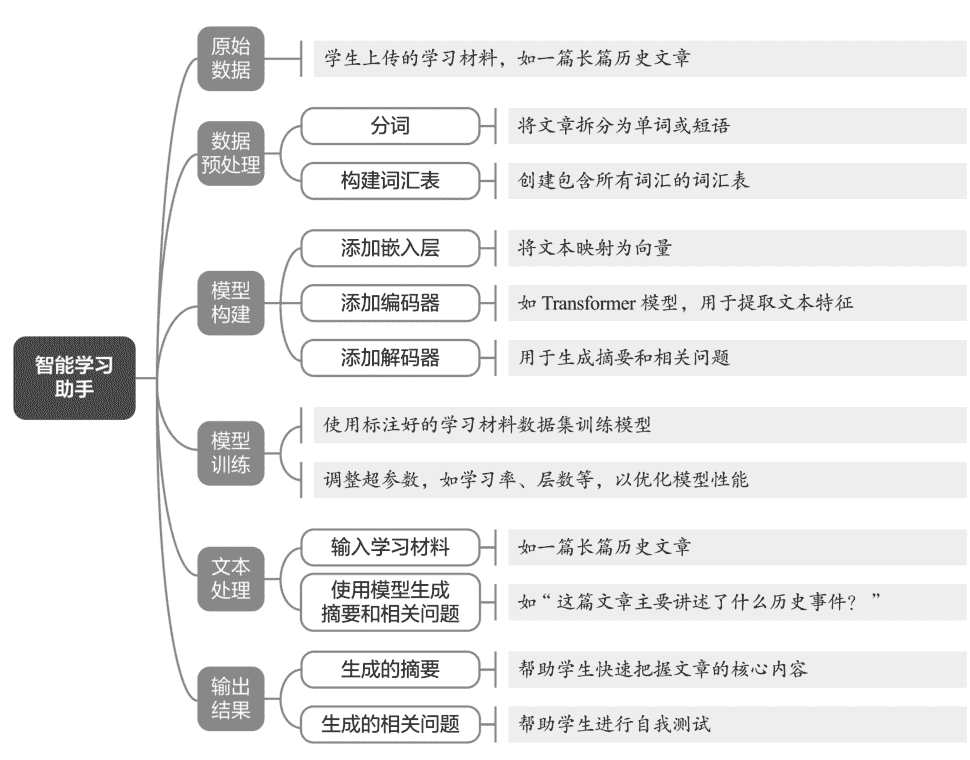 智能学习
助手
原始
数据
学生上传的学习材料，如一篇长篇历史文章
数据
预处理
分词
将文章拆分为单词或短语
构建词汇表
创建包含所有词汇的词汇表
模型
构建
添加嵌入层
将文本映射为向量
添加编码器
如 Transformer 模型，用于提取文本特征
添加解码器
用于生成摘要和相关问题
模型
训练
使用标注好的学习材料数据集训练模型
调整超参数，如学习率、层数等，以优化模型性能
文本
处理
输入学习材料
如一篇长篇历史文章
使用模型生成
摘要和相关问题
如“这篇文章主要讲述了什么历史事件？”
输出
结果
生成的摘要
帮助学生快速把握文章的核心内容
生成的相关问题
帮助学生进行自我测试